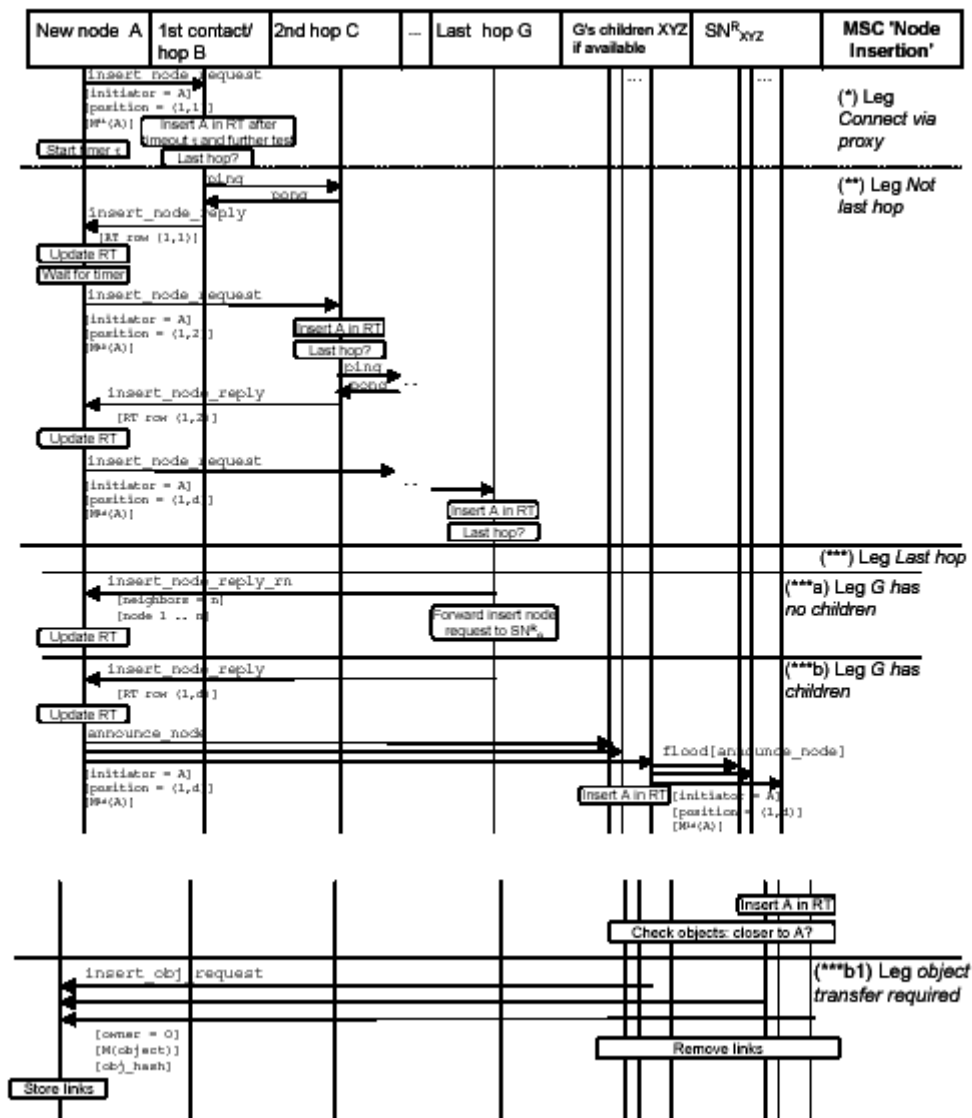 New node A
1st contact/
hop B
2nd hop C
...
Last hop G
G's children XYZ
if available
SNᴿXYZ
MSC 'Node
Insertion'
insert_node_request
[initiator = A]
[position = (1,1)]
(A)]
Start timer
Insert A in RT after
timeout and further test
Last hop?
....
....
(*) Leg
Connect via
proxy
ping
pong
insert_node_reply
[RT row (1,1)]
Update RT
Wait for timer
(**) Leg Not
last hop
insert_node_request
[initiator = A]
[position = (1,2)]
(A)]
Insert A in RT
Last hop?
ping
pong
..
insert_node_reply
[RT row (1,2)]
Update RT
insert_node_request
[initiator = A]
[position = (1,d)]
(A)]
..
Insert A in RT
Last hop?
(***) Leg Last hop
insert_node_reply_rn
[neighbors = n]
[node 1 .. n]
Update RT
Forward insert node
request to SNᴿ
(***a) Leg G has
no children
insert_node_reply
[RT row (1,d)]
Update RT
(***b) Leg G has
children
announce_node
[initiator = A]
[position = (1,d)]
(A)]
flood[announce_node]
Insert A in RT
[initiator = A]
[position = (1,d)]
(A)]
Insert A in RT
Check objects: closer to A?
insert_obj_request
[owner = O]
[M(object)]
[obj_hash]
Store links
Remove links
(***b1) Leg object
transfer required